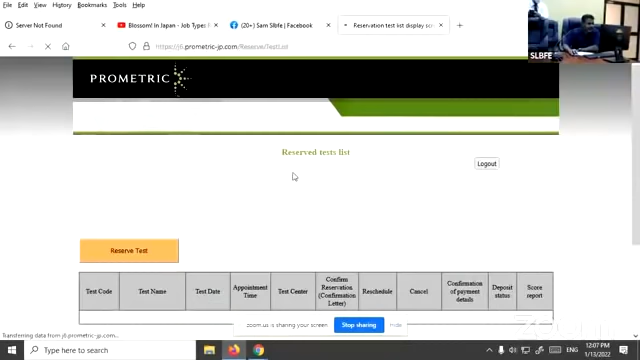 File Edit View History Bookmarks Tools Help
Server Not Found
Blossom! In Japan - Job Types F
(20+) Sam Slbfe | Facebook
Reservation test list display scre
https://j6.prometric-jp.com/Reserve/TestList
SLBFE
PROMETRIC
Reserved tests list
Logout
Reserve Test
Test Code
Test Name
Test Date
Appointment Time
Test Center
Confirm Reservation (Confirmation Letter)
Reschedule
Cancel
Confirmation of payment details
Deposit status
Score report
zoom.us is sharing your screen.
Stop sharing
Hide
Transferring data from j6.prometric-jp.com...
zoom
Type here to search
ENG
12:07 PM
1/13/2022